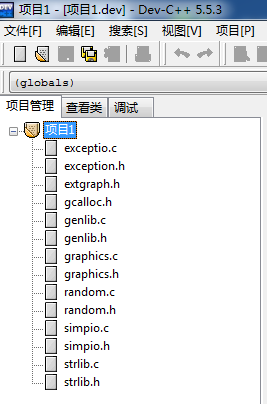 项目1 - [项目1.dev] - Dev-C++ 5.5.3
文件[F] 编辑[E] 搜索[S] 视图[V] 项目[P]
(globals)
项目管理 查看类 调试
项目1
exceptio.c
exception.h
extgraph.h
gcalloc.h
genlib.c
genlib.h
graphics.c
graphics.h
random.c
random.h
simpio.c
simpio.h
strlib.c
strlib.h